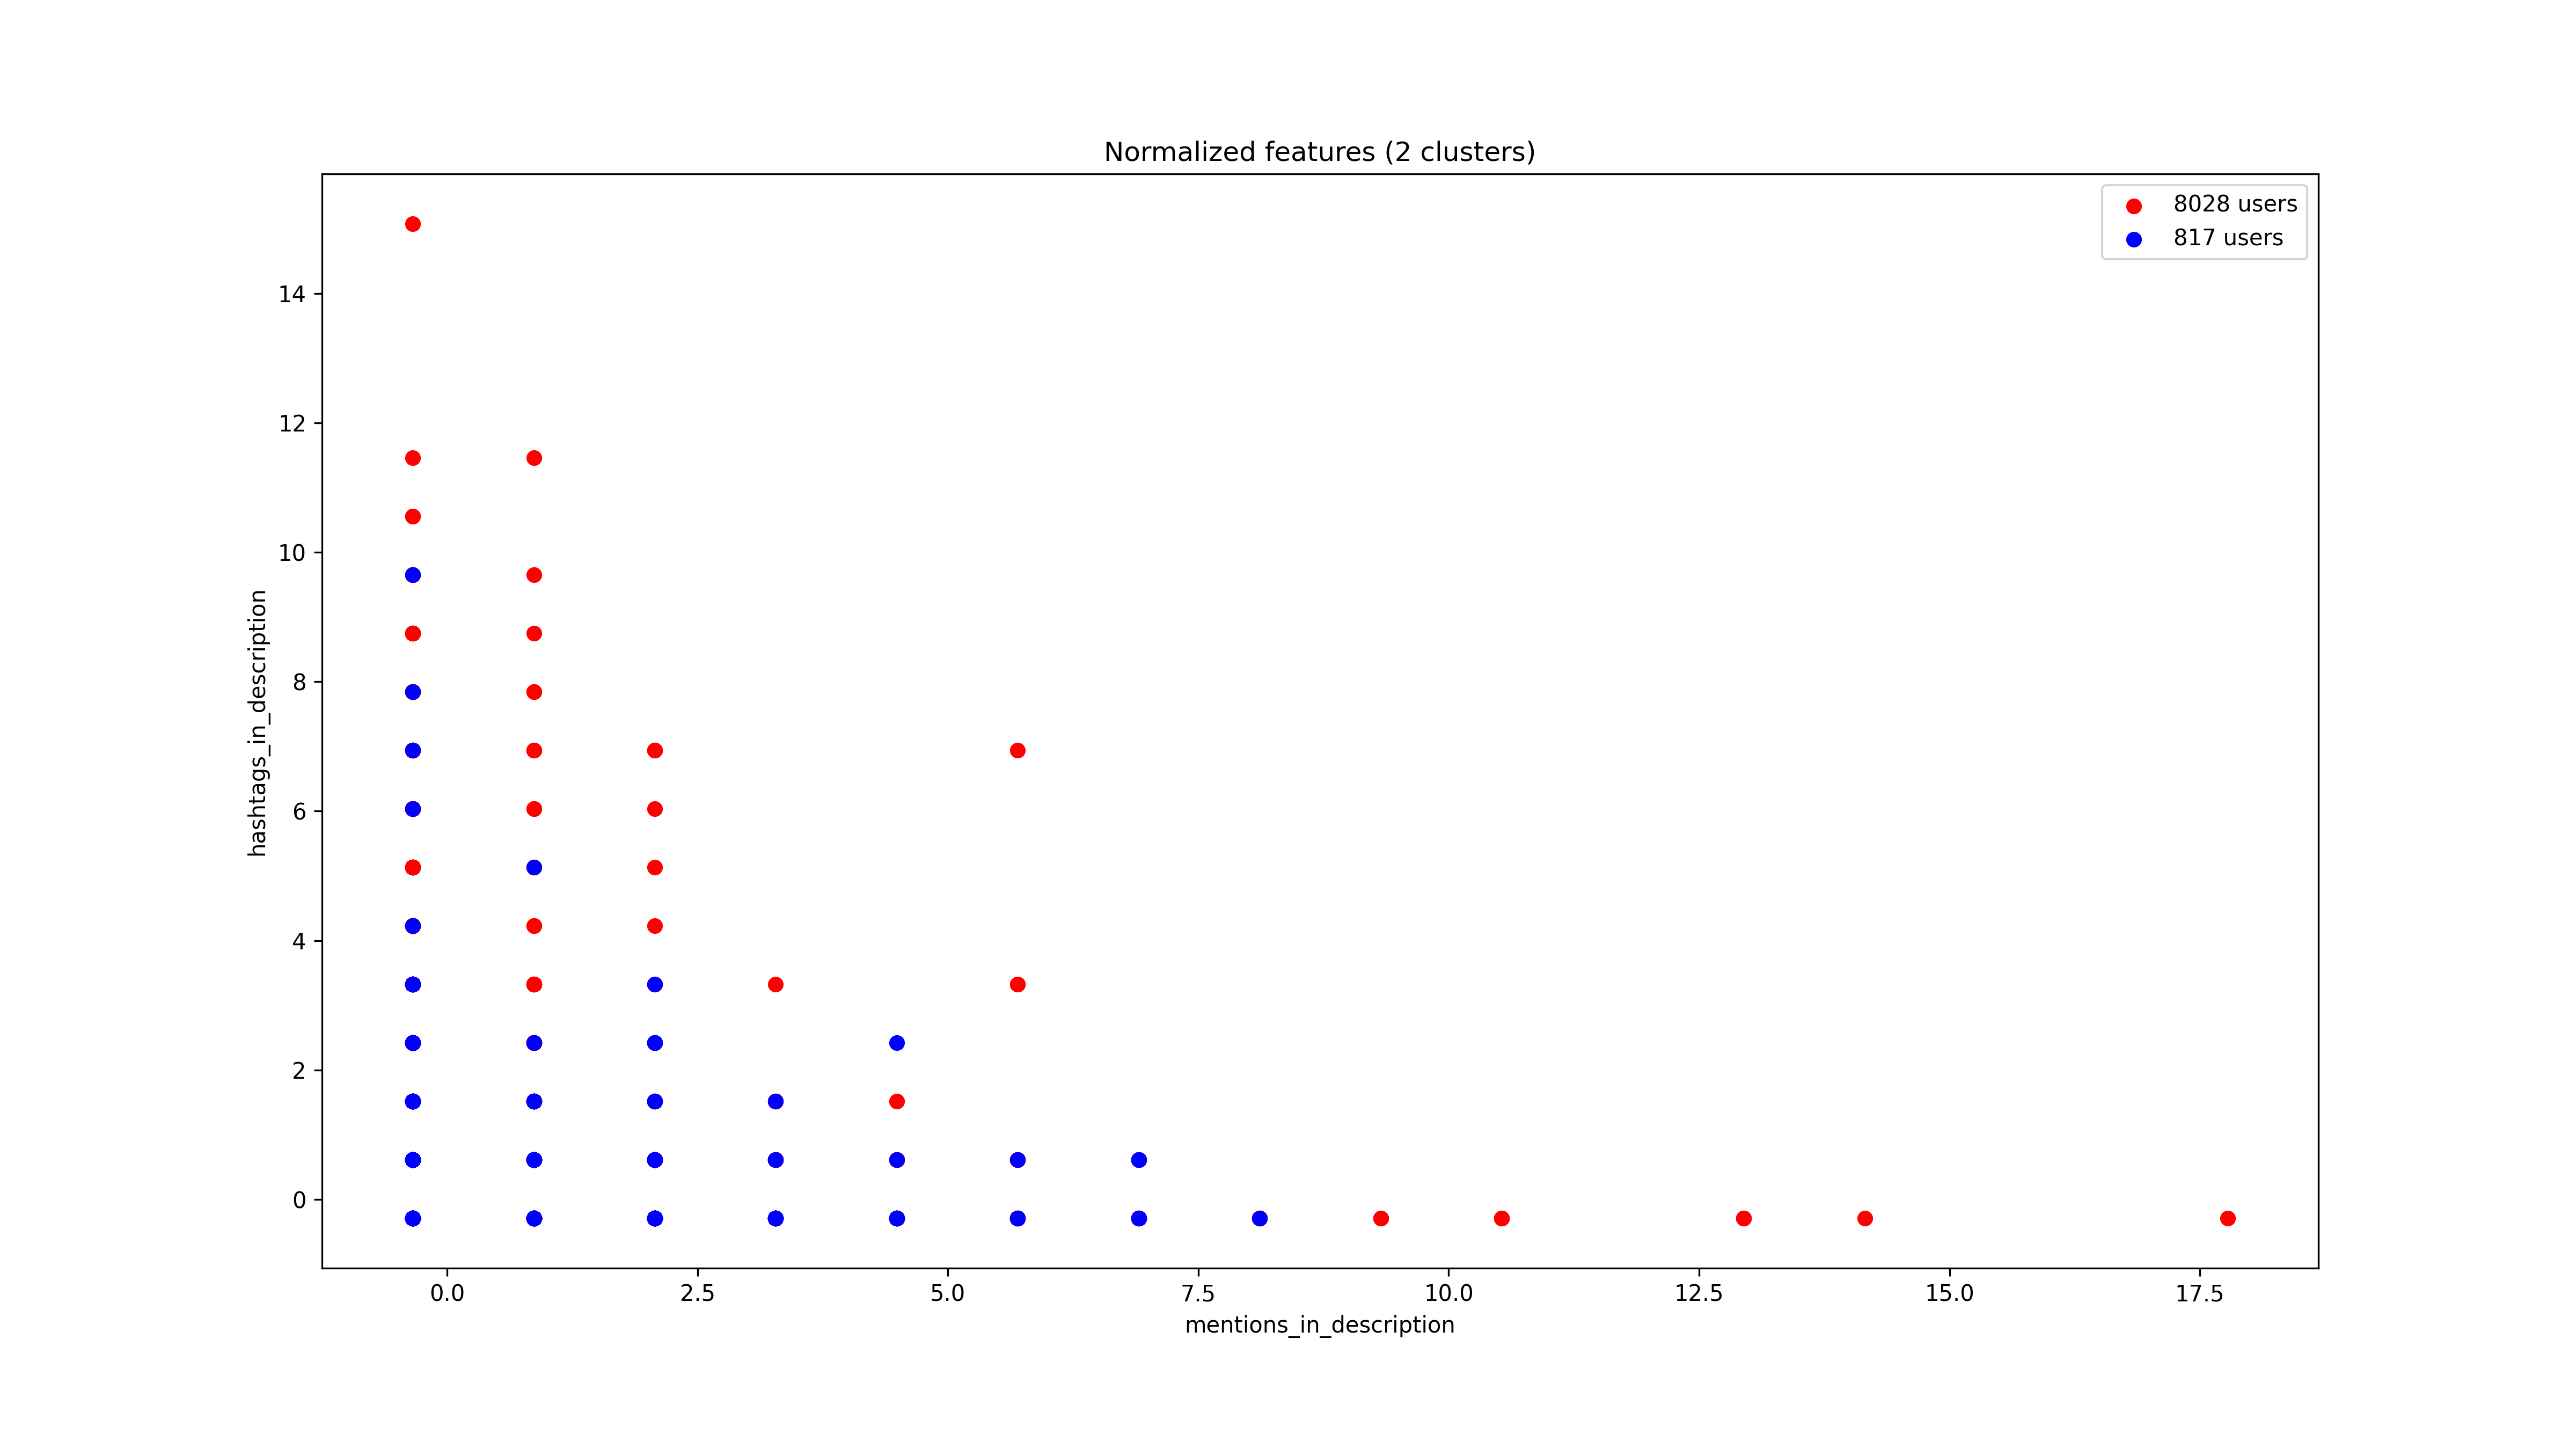 Normalized features (2 clusters)
8028 users
817 users
14
12
10
8
6
4
2
0
hashtags_in_description
0.0 2.5 5.0 7.5 10.0 12.5 15.0 17.5
mentions_in_description